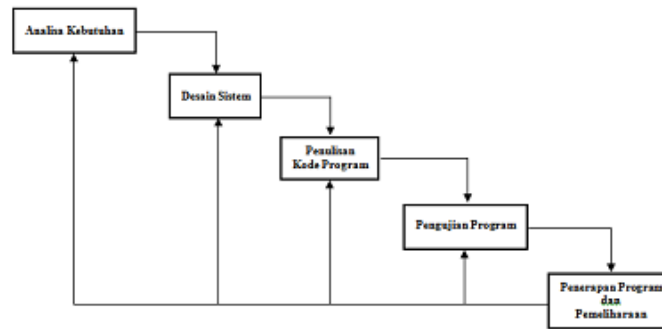 Analisa Kebutuhan
Desain Sistem
Penulisan
Kode Program
Pengujian Program
Penerapan Program
dan
Pemeliharaan